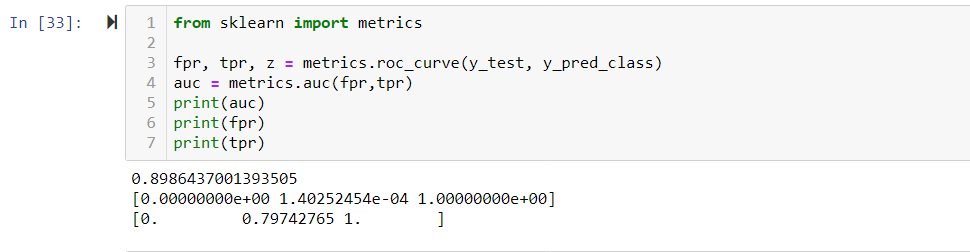 In [33]:
1 from sklearn import metrics
2
3 fpr, tpr, z = metrics.roc_curve(y_test, y_pred_class)
4 auc = metrics.auc(fpr,tpr)
5 print(auc)
6 print(fpr)
7 print(tpr)
0.8986437001393505
[0.00000000e+00 1.40252454e-04 1.00000000e+00]
[0.         0.79742765 1.        ]